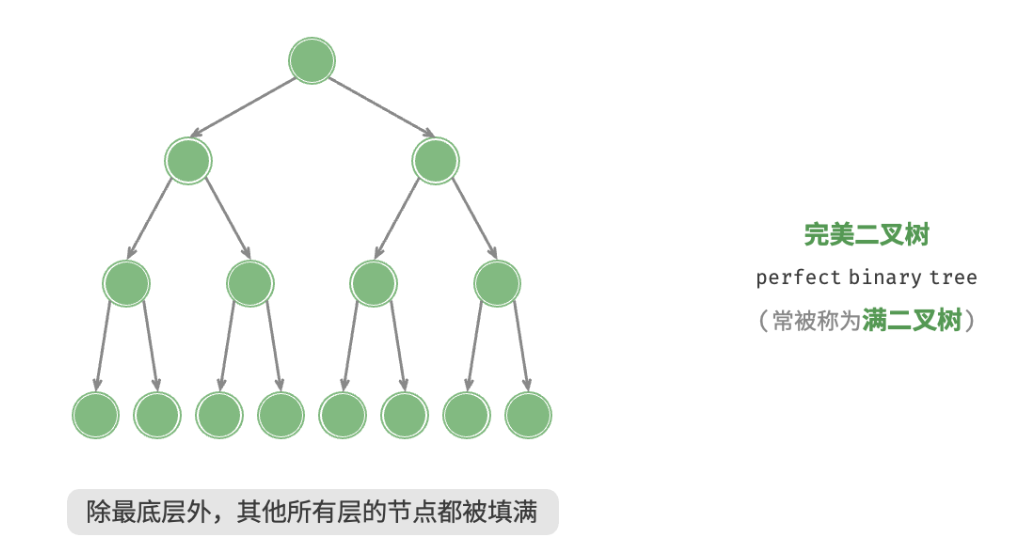 完美二叉树
perfect binary tree
（常被称为满二叉树）
除最底层外，其他所有层的节点都被填满